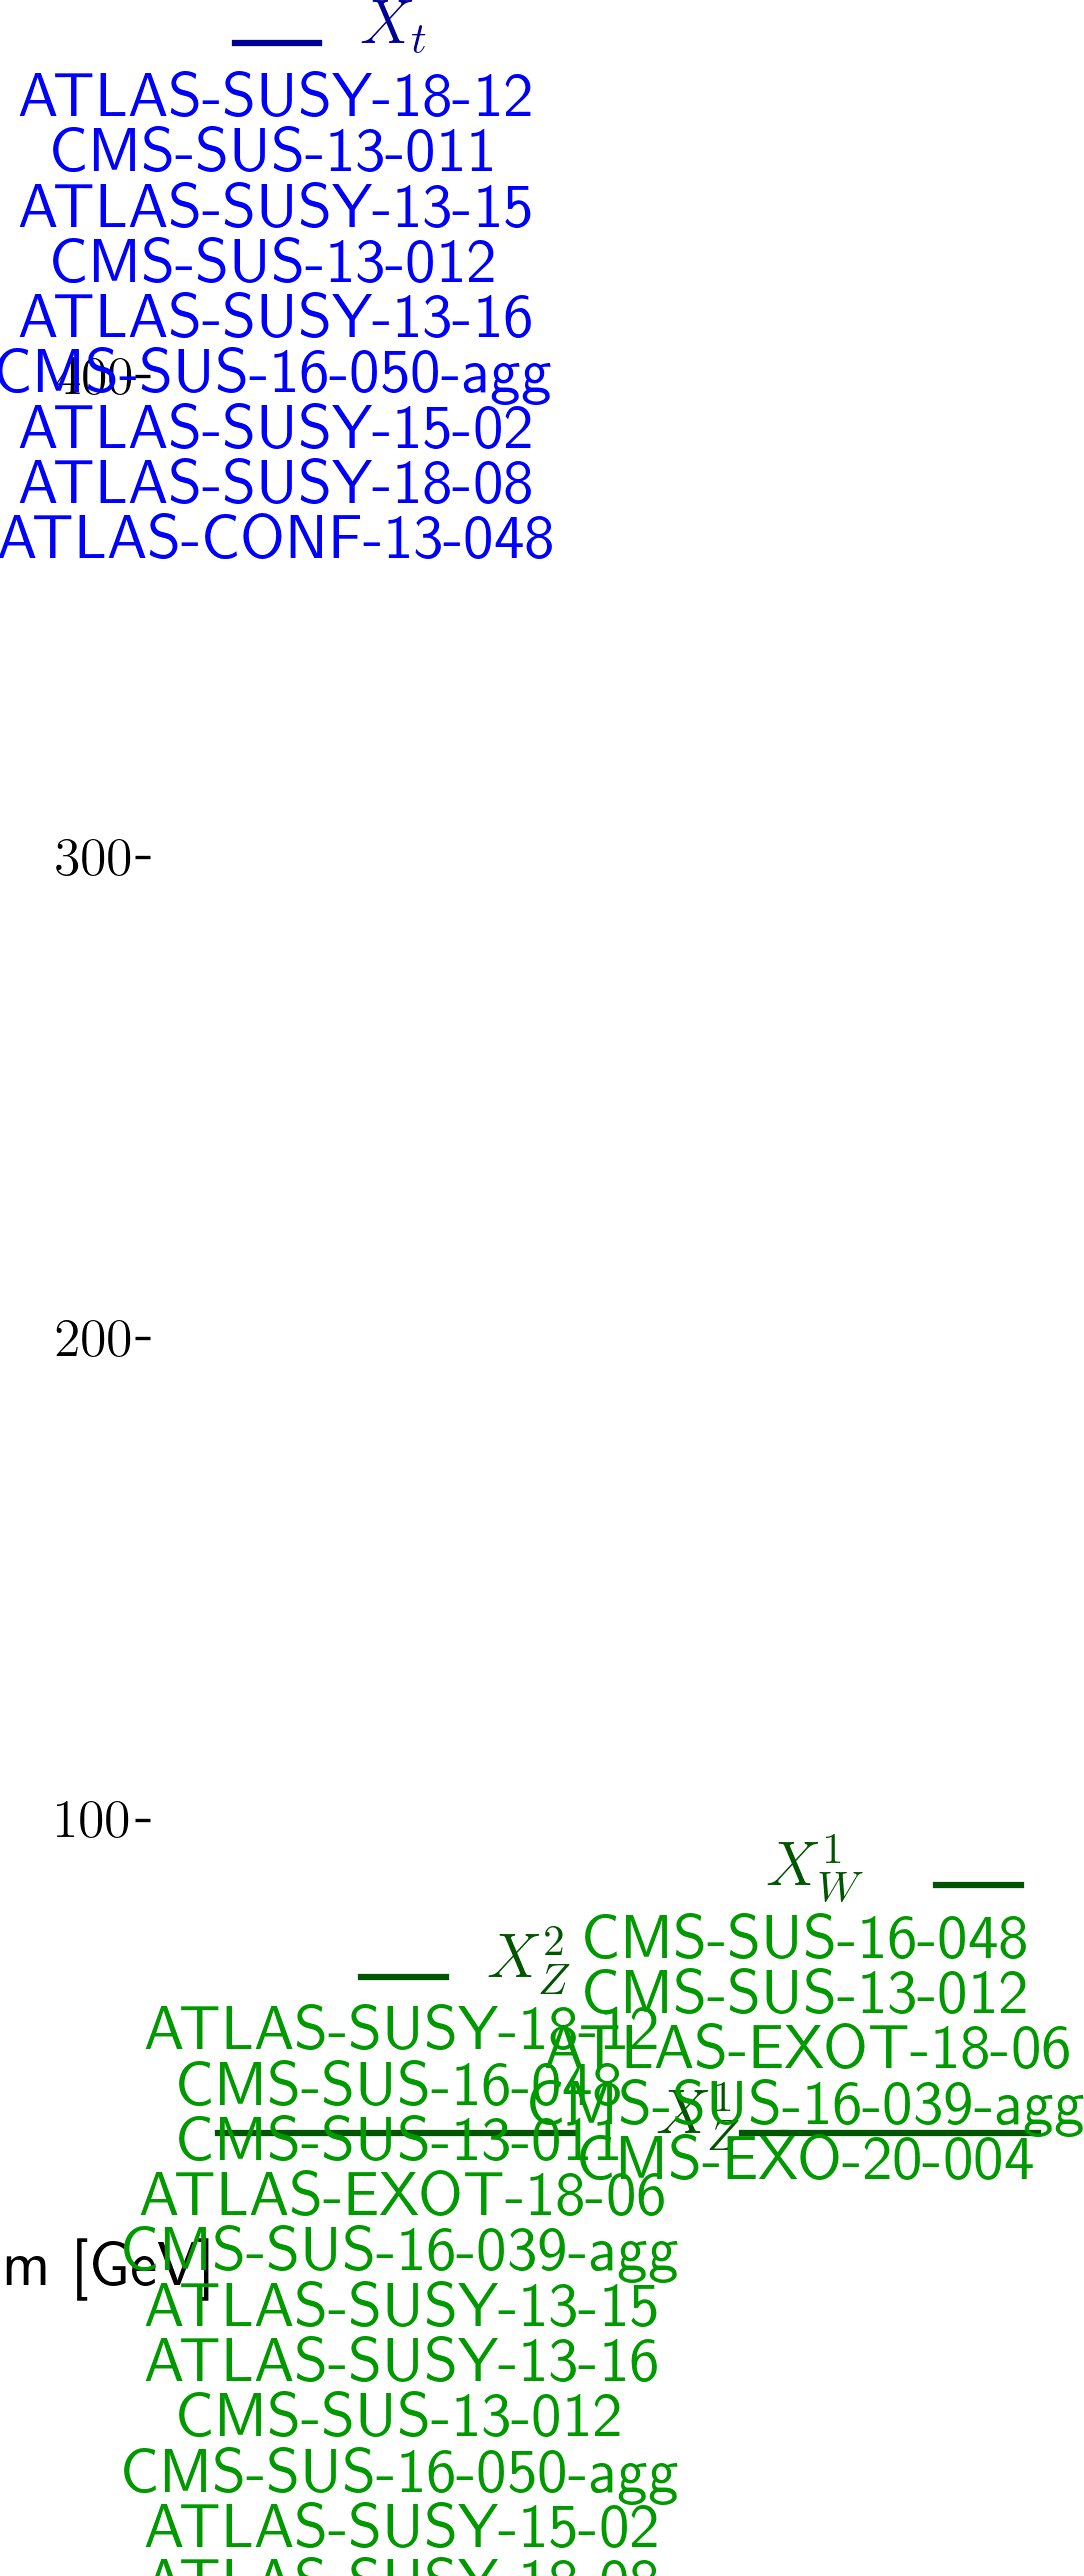 X_t
ATLAS-SUSY-18-12
CMS-SUS-13-011
ATLAS-SUSY-13-15
CMS-SUS-13-012
ATLAS-SUSY-13-16
CMS-SUS-16-050-agg
400
ATLAS-SUSY-15-02
ATLAS-SUSY-18-08
ATLAS-CONF-13-048
300
200
100
X_W^1
CMS-SUS-16-048
CMS-SUS-13-012
ATLAS-EXOT-18-06
CMS-SUS-16-039-agg
CMS-EXO-20-004
X_Z^2
X_Z^1
ATLAS-SUSY-18-12
CMS-SUS-16-048
CMS-SUS-13-011
ATLAS-EXOT-18-06
CMS-SUS-16-039-agg
m [GeV]
ATLAS-SUSY-13-15
ATLAS-SUSY-13-16
CMS-SUS-13-012
CMS-SUS-16-050-agg
ATLAS-SUSY-15-02
ATLAS-SUSY-18-08